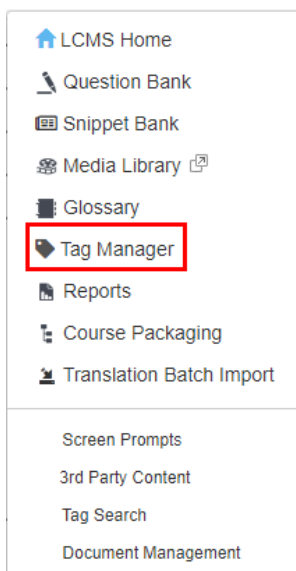 LCMS Home
Question Bank
Snippet Bank
Media Library
Glossary
Tag Manager
Reports
Course Packaging
Translation Batch Import
Screen Prompts
3rd Party Content
Tag Search
Document Management